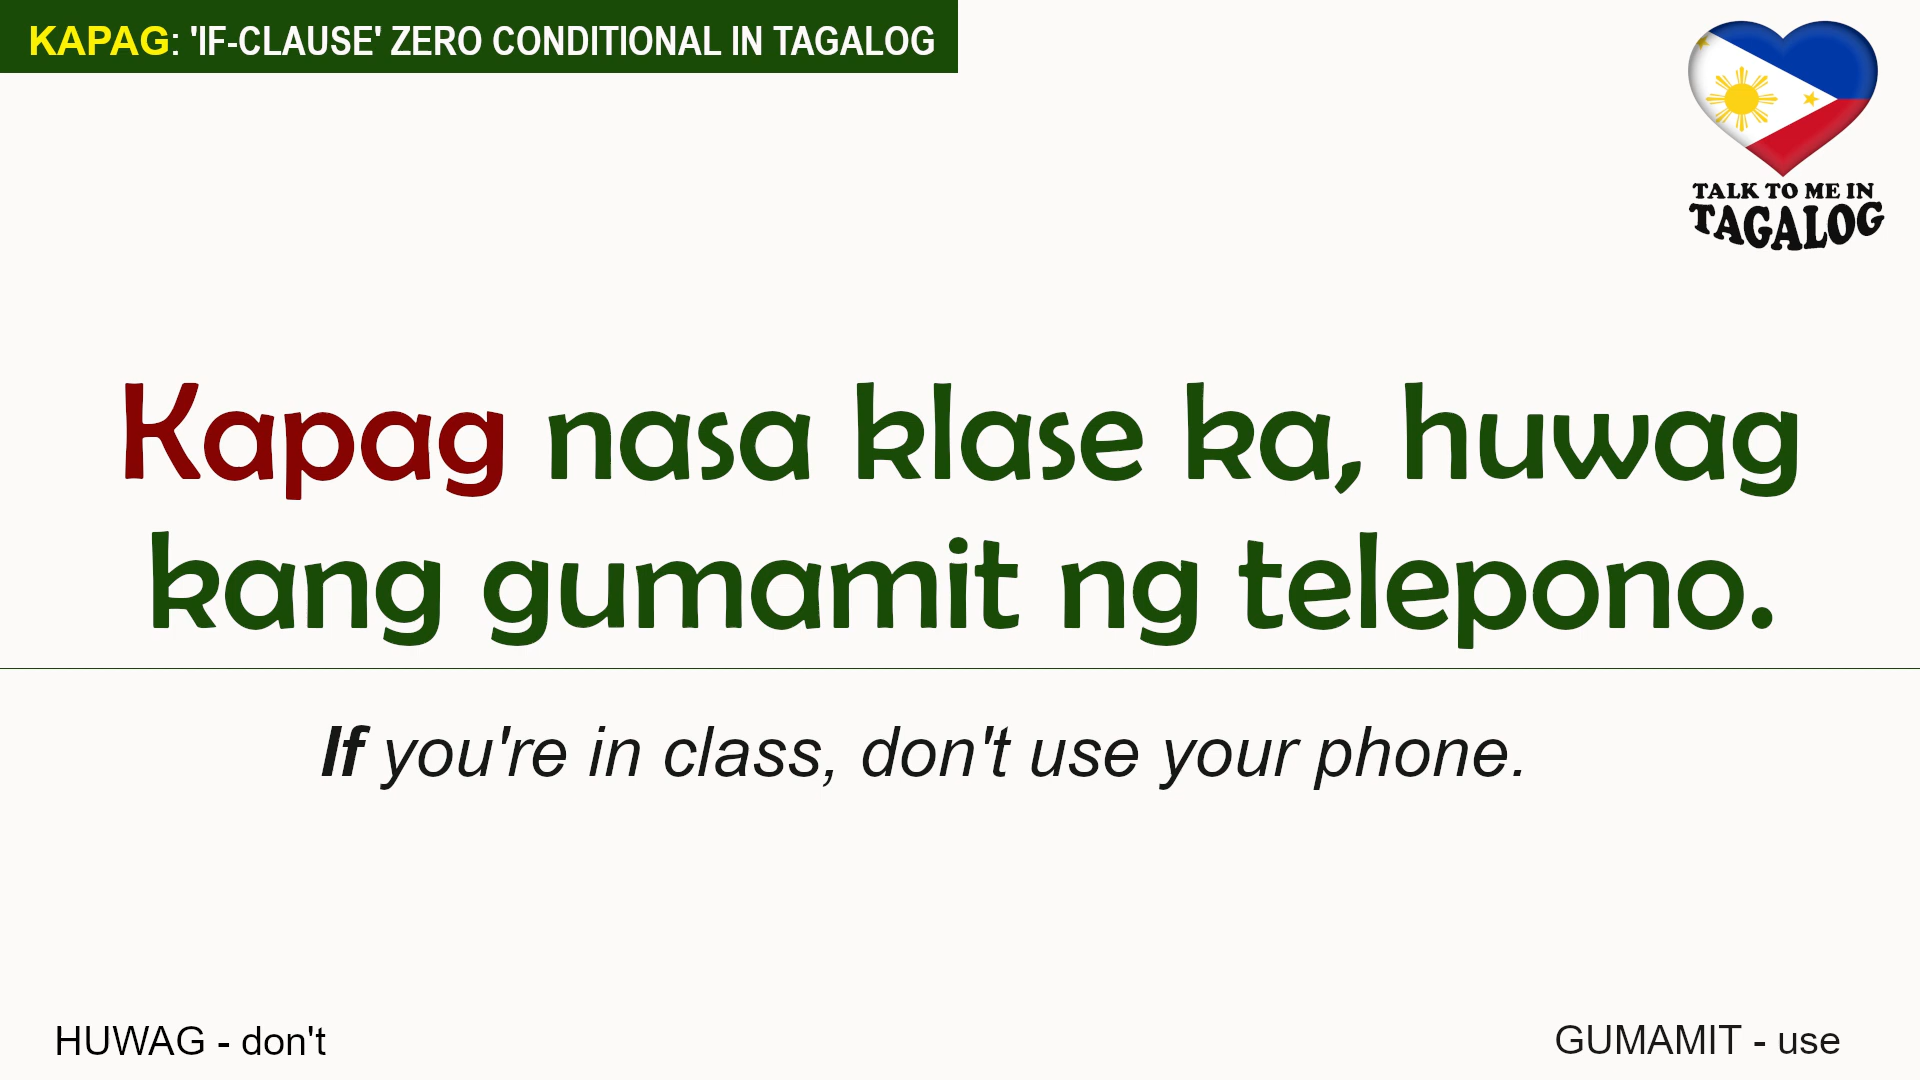 KAPAG: 'IF-CLAUSE' ZERO CONDITIONAL IN TAGALOG
TALK TO ME IN
TAGALOG
Kapag nasa klase ka, huwag
kang gumamit ng telepono.
If you're in class, don't use your phone.
HUWAG - don't
GUMAMIT - use